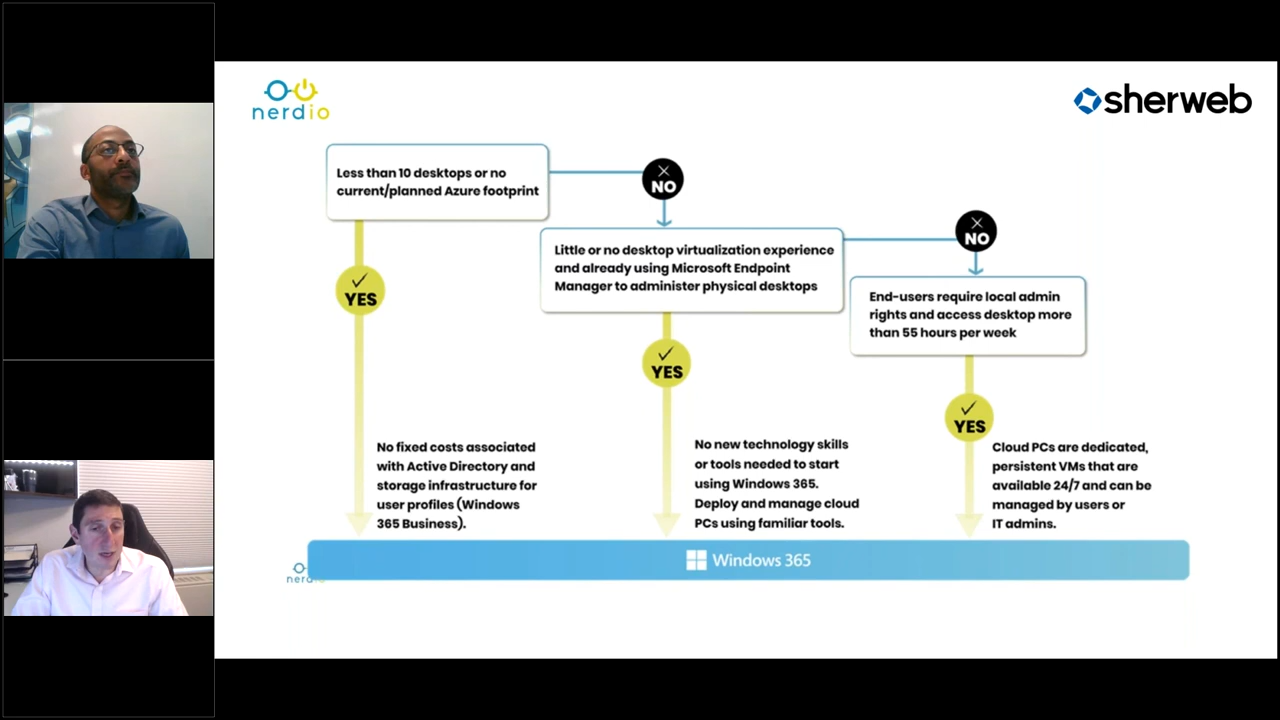 nerdio
sherweb
Less than 10 desktops or no
current/planned Azure footprint
NO
NO
Little or no desktop virtualization experience
and already using Microsoft Endpoint
Manager to administer physical desktops
YES
End-users require local admin
rights and access desktop more
than 55 hours per week
YES
YES
No fixed costs associated
with Active Directory and
storage infrastructure for
user profiles (Windows
365 Business).
No new technology skills
or tools needed to start
using Windows 365.
Deploy and manage cloud
PCs using familiar tools.
Cloud PCs are dedicated,
persistent VMs that are
available 24/7 and can be
managed by users or
IT admins.
Windows 365
nerdio